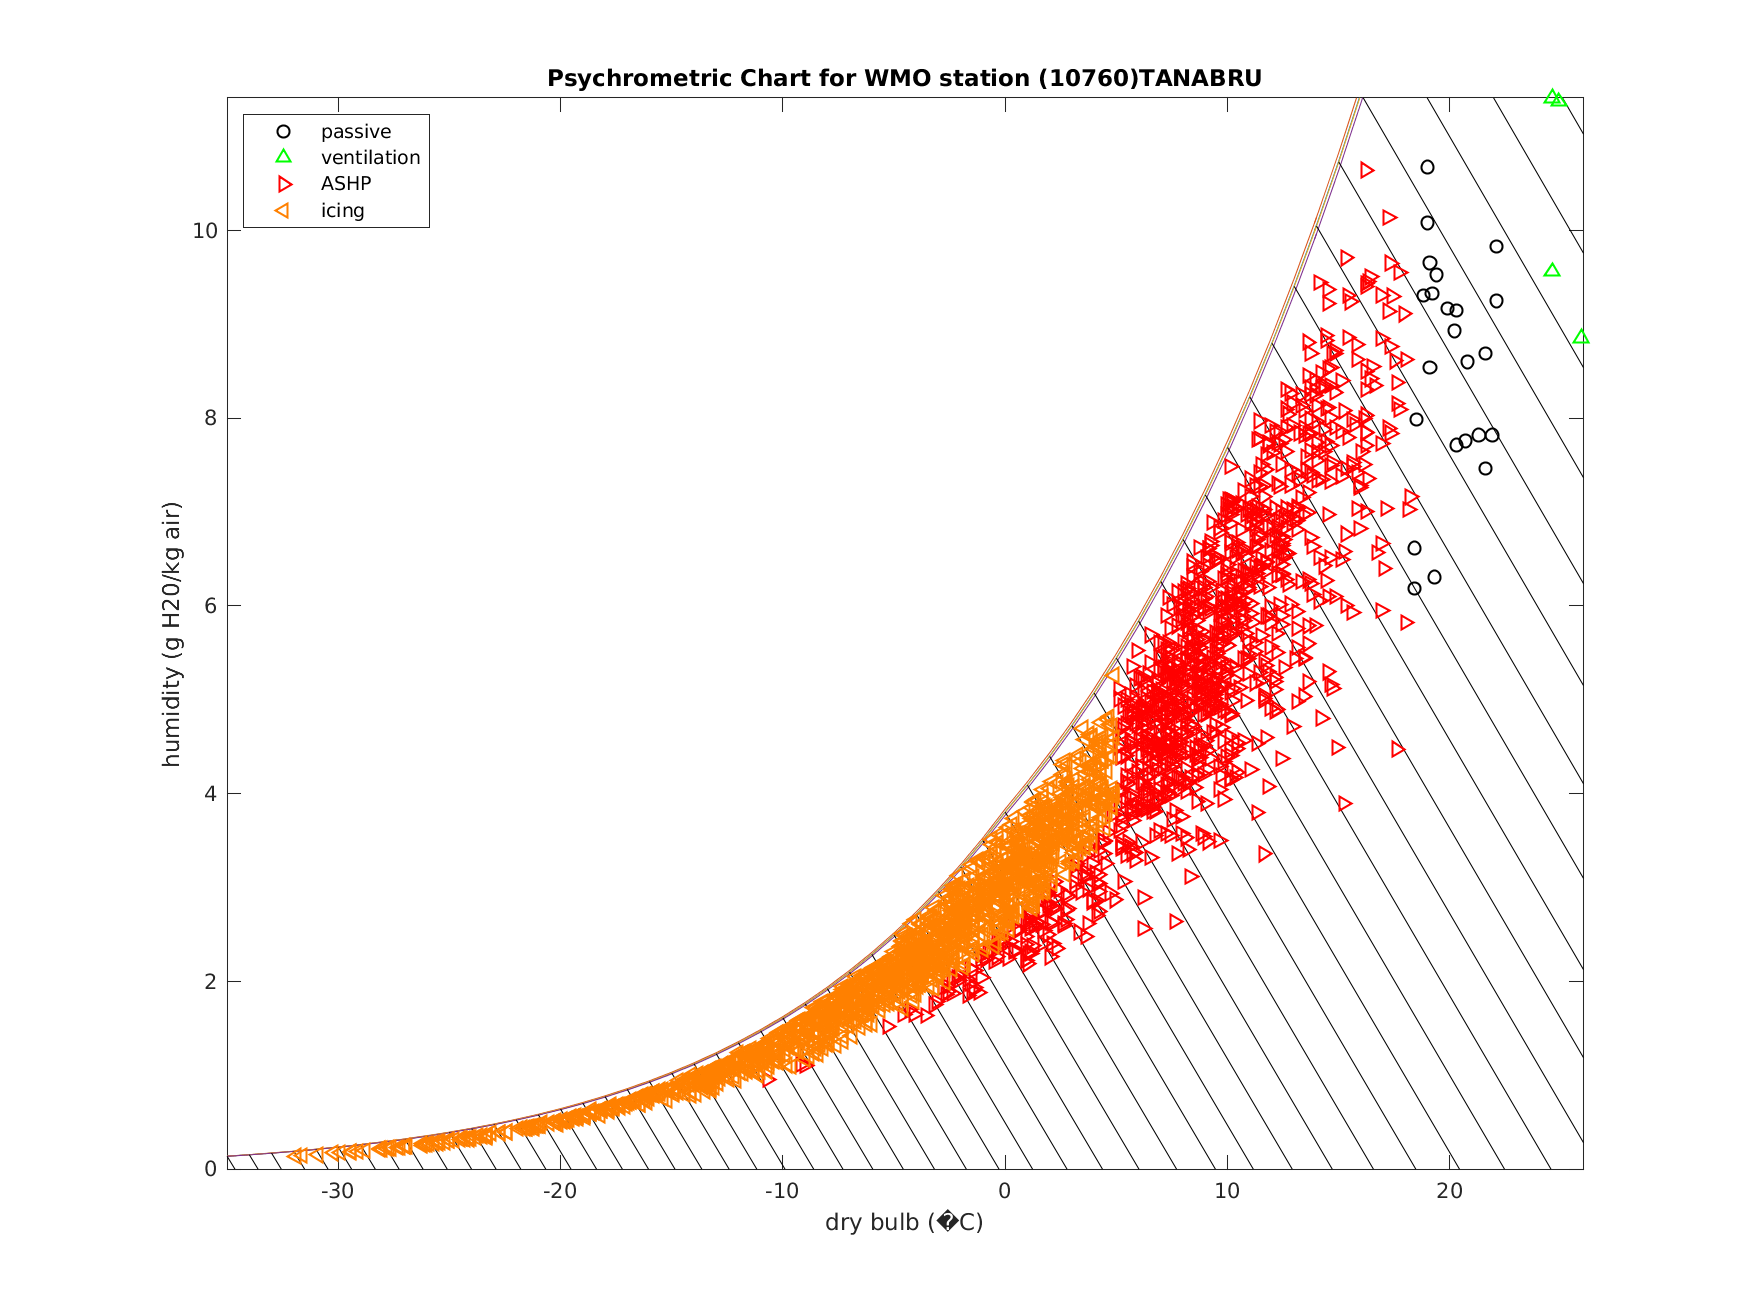 Psychrometric Chart for WMO station (10760)TANABRU
passive
ventilation
ASHP
icing
humidity (g H20/kg air)
10
8
6
4
2
0
-30
-20
-10
0
10
20
dry bulb (�C)